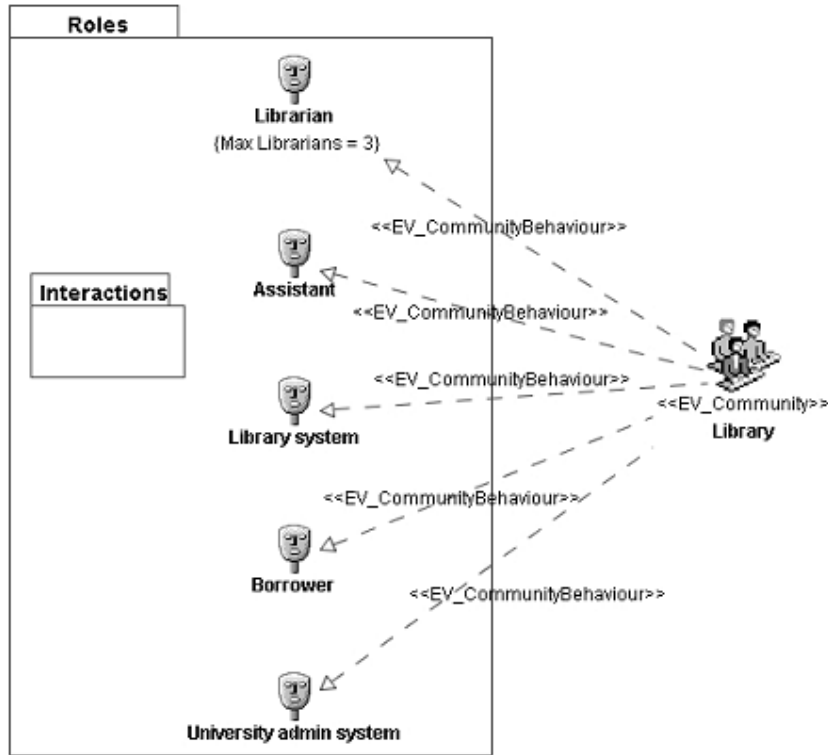 Roles
Librarian
{Max Librarians = 3}
<<EV_CommunityBehaviour>>
Assistant
<<EV_CommunityBehaviour>>
Interactions
<<EV_CommunityBehaviour>>
<<EV_Community>>
Library
Library system
<<EV_CommunityBehaviour>>
Borrower
<<EV_CommunityBehaviour>>
University admin system